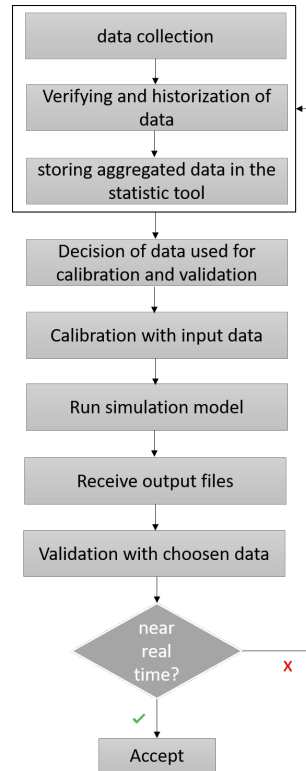 data collection
Verifying and historization of
data
storing aggregated data in the
statistic tool
Decision of data used for
calibration and validation
Calibration with input data
Run simulation model
Receive output files
Validation with choosen data
near
real
time?
x
Accept